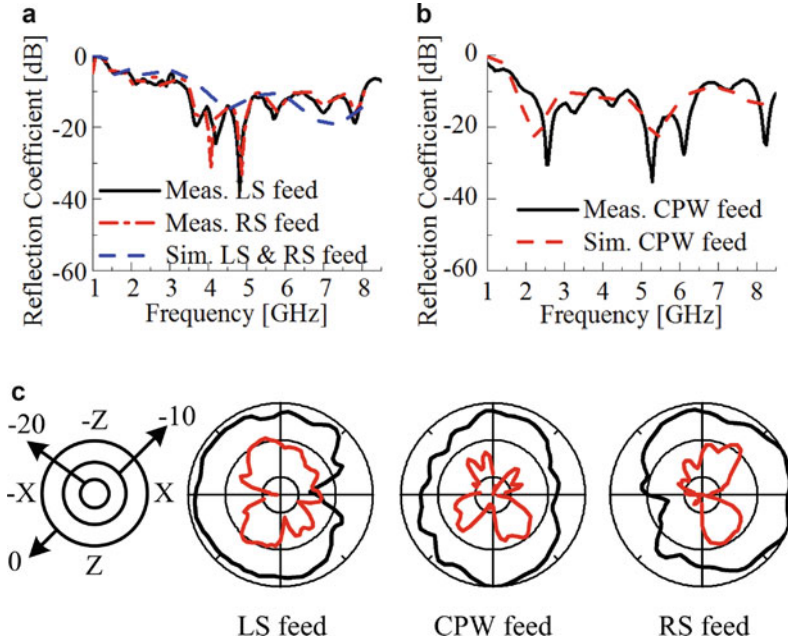 a
Reflection Coefficient [dB]
0
-20
-40
-60
Meas. LS feed
Meas. RS feed
Sim. LS & RS feed
1 2 3 4 5 6 7 8
Frequency [GHz]
b
Reflection Coefficient [dB]
0
-20
-40
-60
Meas. CPW feed
Sim. CPW feed
1 2 3 4 5 6 7 8
Frequency [GHz]
c
-20
-Z
-10
-X
X
0
Z
LS feed
CPW feed
RS feed